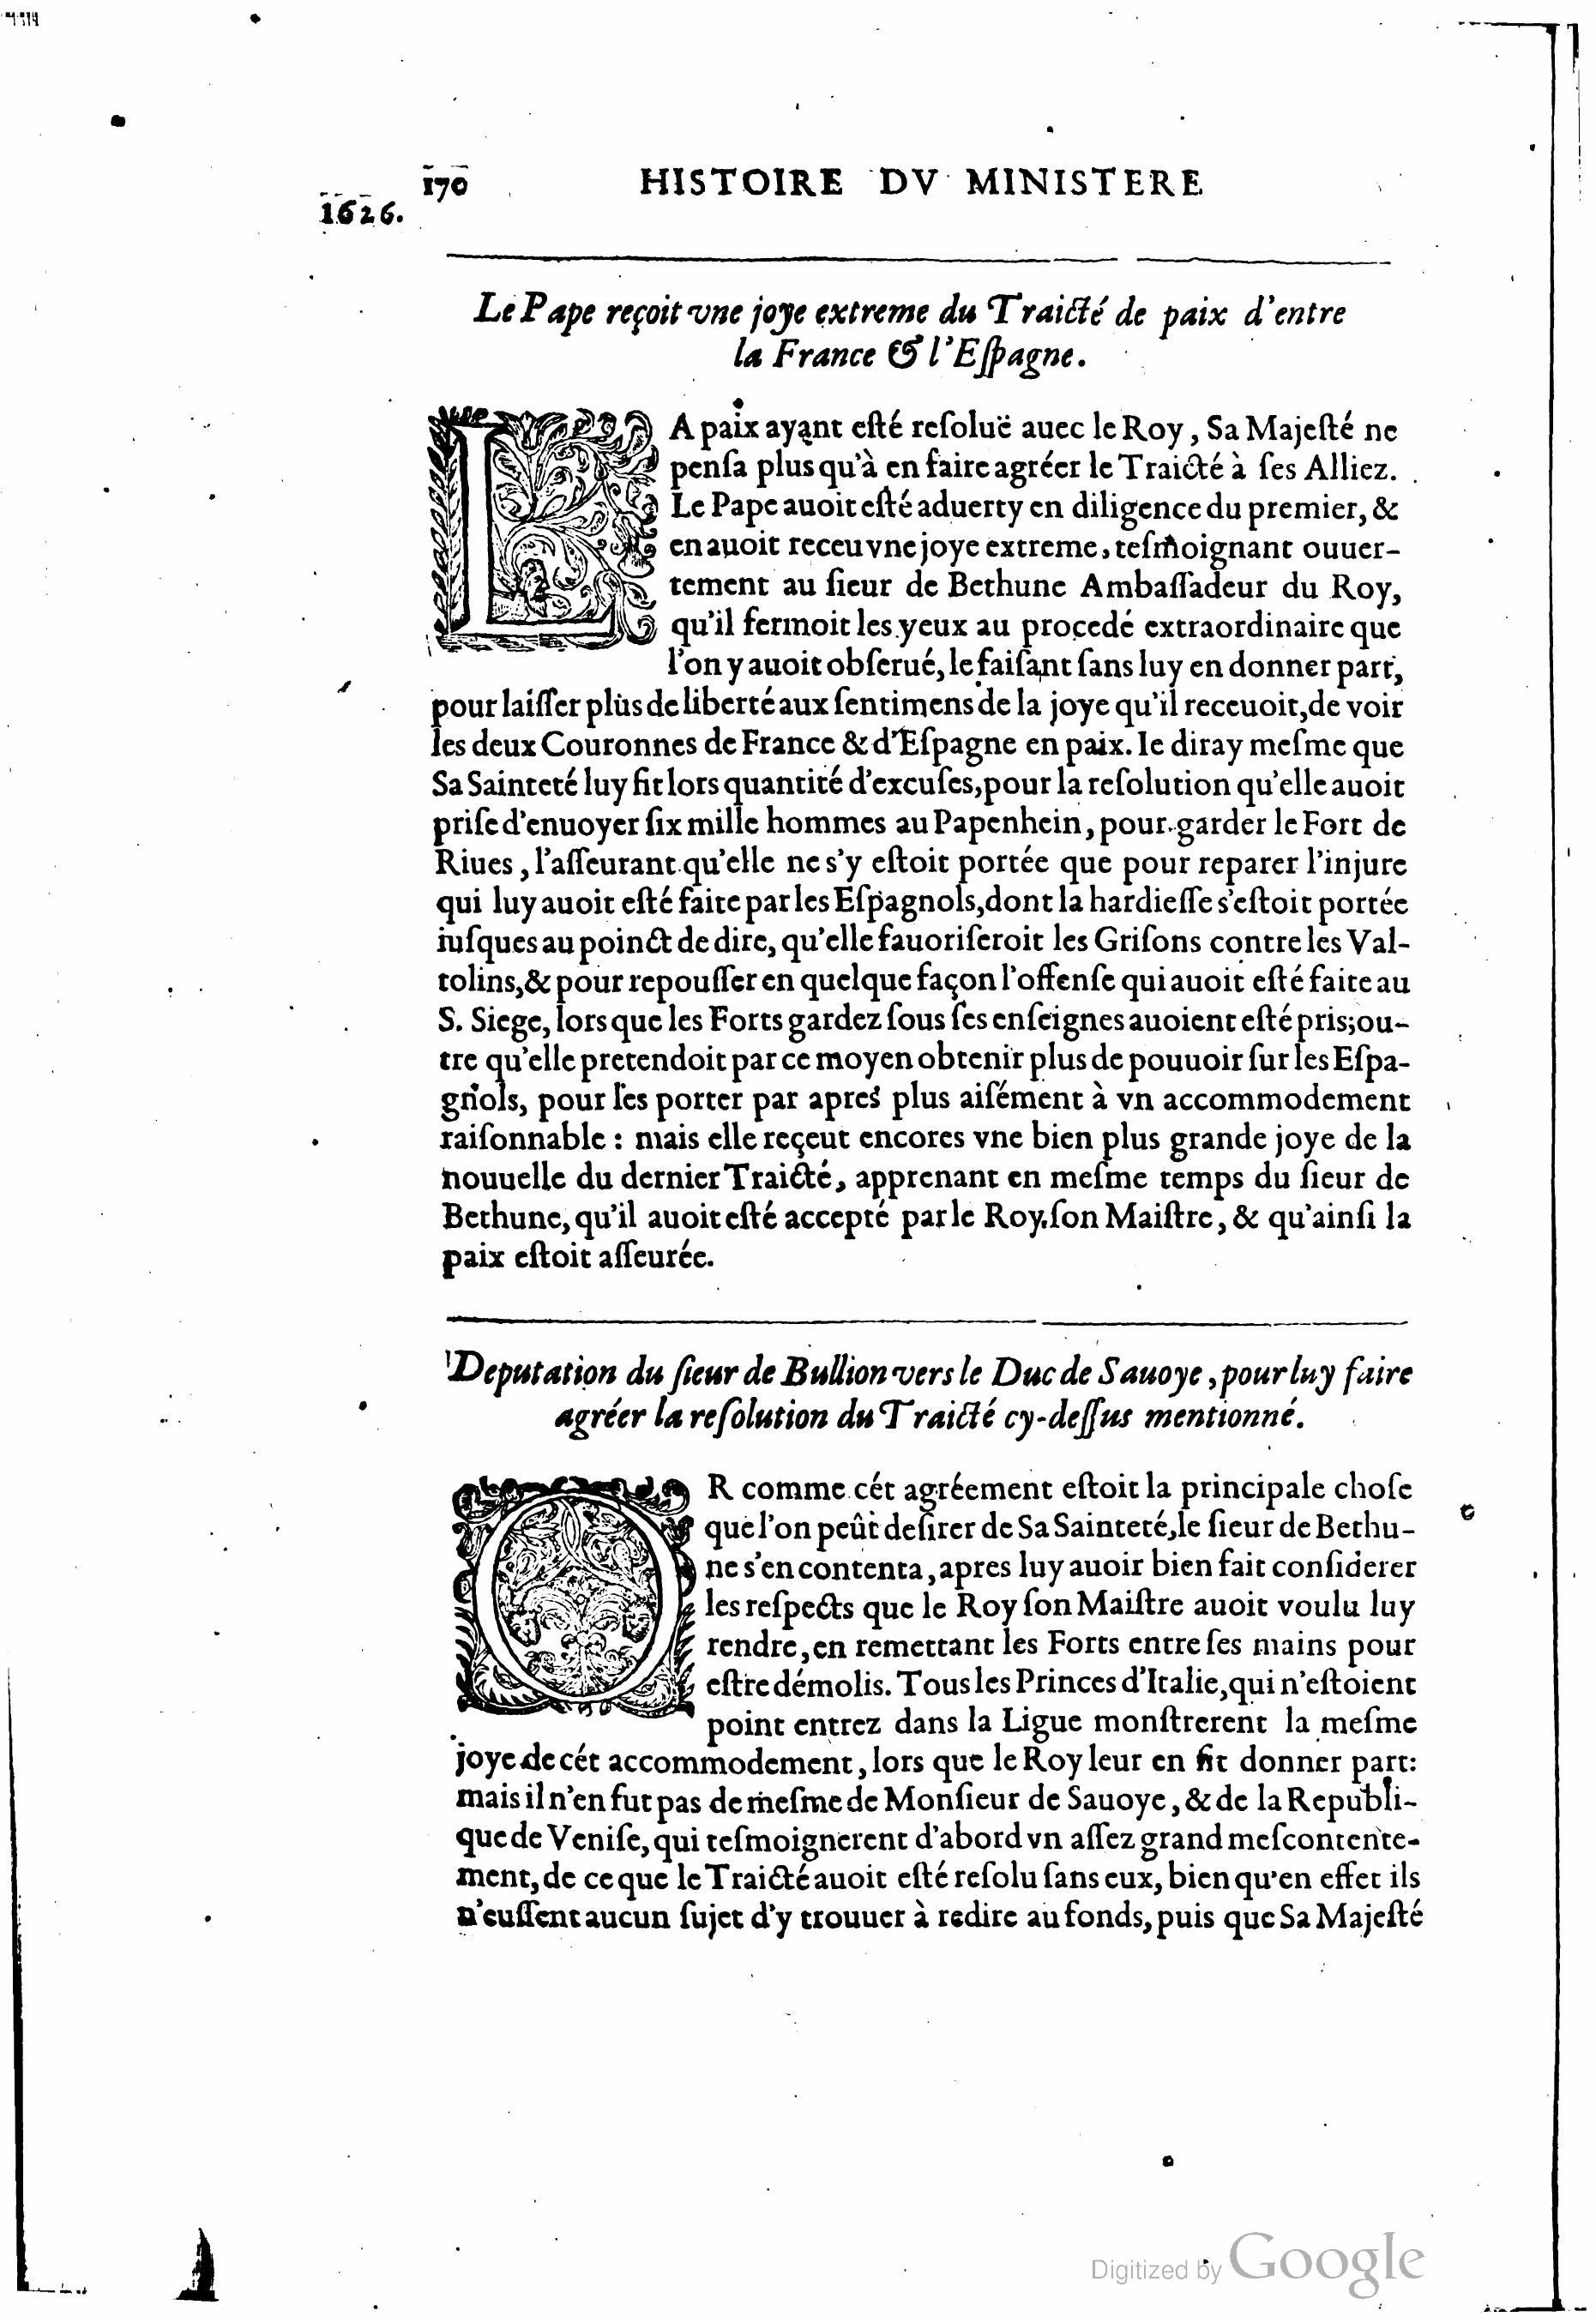 170 HISTOIRE DV MINISTERE
1626.
Le Pape reçoit vne joye extreme du Traicté de paix d'entre
la France & l'Eſpagne.
LA paix ayant eſté reſoluë auec le Roy, Sa Majeſté ne
penſa plus qu'à en faire agréer le Traicté à ſes Alliez.
Le Pape auoit eſté aduerty en diligence du premier, &
en auoit receu vne joye extreme, teſmoignant ouuer-
tement au ſieur de Bethune Ambaſſadeur du Roy,
qu'il fermoit les yeux au procedé extraordinaire que
l'on y auoit obſerué, le faiſant ſans luy en donner part,
pour laiſſer plus de liberté aux ſentimens de la joye qu'il receuoit, de voir
les deux Couronnes de France & d'Eſpagne en paix. Ie diray meſme que
Sa Sainteté luy fit lors quantité d'excuſes, pour la reſolution qu'elle auoit
priſe d'enuoyer ſix mille hommes au Papenhein, pour garder le Fort de
Riues, l'aſſeurant qu'elle ne s'y eſtoit portée que pour reparer l'injure
qui luy auoit eſté faite par les Eſpagnols, dont la hardieſſe s'eſtoit portée
iuſques au poinct de dire, qu'elle fauoriſeroit les Griſons contre les Val-
tolins, & pour repouſſer en quelque façon l'offenſe qui auoit eſté faite au
S. Siege, lors que les Forts gardez ſous ſes enſeignes auoient eſté pris; ou-
tre qu'elle pretendoit par ce moyen obtenir plus de pouuoir ſur les Eſpa-
gnols, pour les porter par apres plus aiſément à vn accommodement
raiſonnable : mais elle reçeut encores vne bien plus grande joye de la
nouuelle du dernier Traicté, apprenant en meſme temps du ſieur de
Bethune, qu'il auoit eſté accepté par le Roy ſon Maiſtre, & qu'ainſi la
paix eſtoit aſſeurée.
Deputation du ſieur de Bullion vers le Duc de Sauoye, pour luy faire
agréer la reſolution du Traicté cy-deſſus mentionné.
OR comme cét agréement eſtoit la principale choſe
que l'on peût deſirer de Sa Sainteté, le ſieur de Bethu-
ne s'en contenta, apres luy auoir bien fait conſiderer
les reſpects que le Roy ſon Maiſtre auoit voulu luy
rendre, en remettant les Forts entre ſes mains pour
eſtre démolis. Tous les Princes d'Italie, qui n'eſtoient
point entrez dans la Ligue monſtrerent la meſme
joye de cét accommodement, lors que le Roy leur en fit donner part:
mais il n'en fut pas de meſme de Monſieur de Sauoye, & de la Republi-
que de Veniſe, qui teſmoignerent d'abord vn aſſez grand meſcontente-
ment, de ce que le Traicté auoit eſté reſolu ſans eux, bien qu'en effet ils
n'euſſent aucun ſujet d'y trouuer à redire au fonds, puis que Sa Majeſté
Digitized by Google